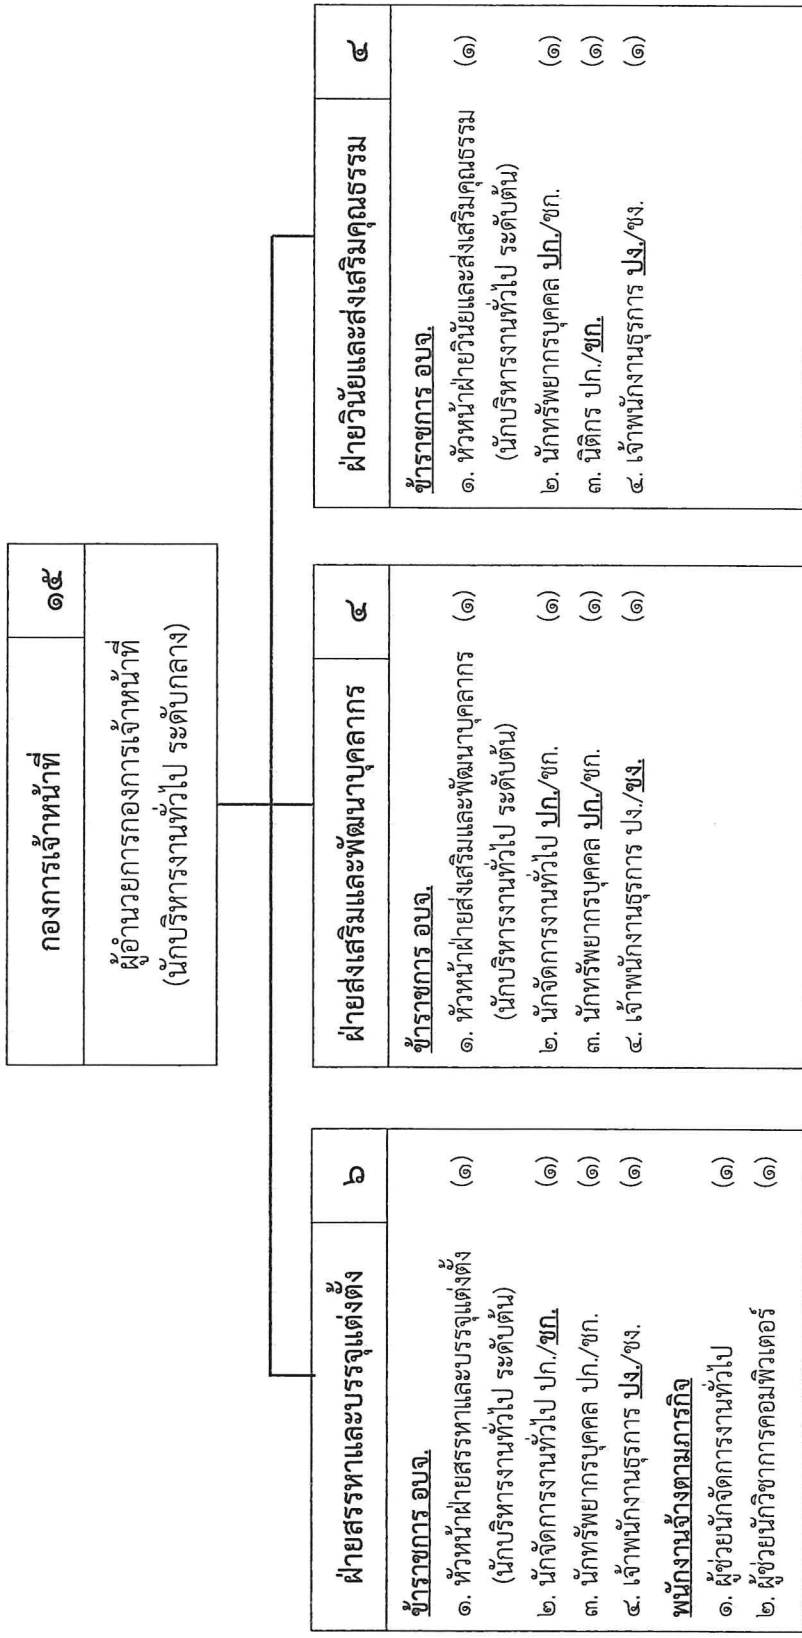 กองการเจ้าหน้าที่ ๑๕
ผู้อำนวยการกองการเจ้าหน้าที่
(นักบริหารงานทั่วไป ระดับกลาง)
ฝ่ายสรรหาและบรรจุแต่งตั้ง ๖
ข้าราชการ อบจ.
๑. หัวหน้าฝ่ายสรรหาและบรรจุแต่งตั้ง (๑)
(นักบริหารงานทั่วไป ระดับต้น)
๒. นักจัดการงานทั่วไป ปก./ชก. (๑)
๓. นักทรัพยากรบุคคล ปก./ชก. (๑)
๔. เจ้าพนักงานธุรการ ปง./ชง. (๑)
พนักงานจ้างตามภารกิจ
๑. ผู้ช่วยนักจัดการงานทั่วไป (๑)
๒. ผู้ช่วยนักวิชาการคอมพิวเตอร์ (๑)
ฝ่ายส่งเสริมและพัฒนาบุคลากร ๔
ข้าราชการ อบจ.
๑. หัวหน้าฝ่ายส่งเสริมและพัฒนาบุคลากร (๑)
(นักบริหารงานทั่วไป ระดับต้น)
๒. นักจัดการงานทั่วไป ปก./ชก. (๑)
๓. นักทรัพยากรบุคคล ปก./ชก. (๑)
๔. เจ้าพนักงานธุรการ ปง./ชง. (๑)
ฝ่ายวินัยและส่งเสริมคุณธรรม ๔
ข้าราชการ อบจ.
๑. หัวหน้าฝ่ายวินัยและส่งเสริมคุณธรรม (๑)
(นักบริหารงานทั่วไป ระดับต้น)
๒. นักทรัพยากรบุคคล ปก./ชก. (๑)
๓. นิติกร ปก./ชก. (๑)
๔. เจ้าพนักงานธุรการ ปง./ชง. (๑)